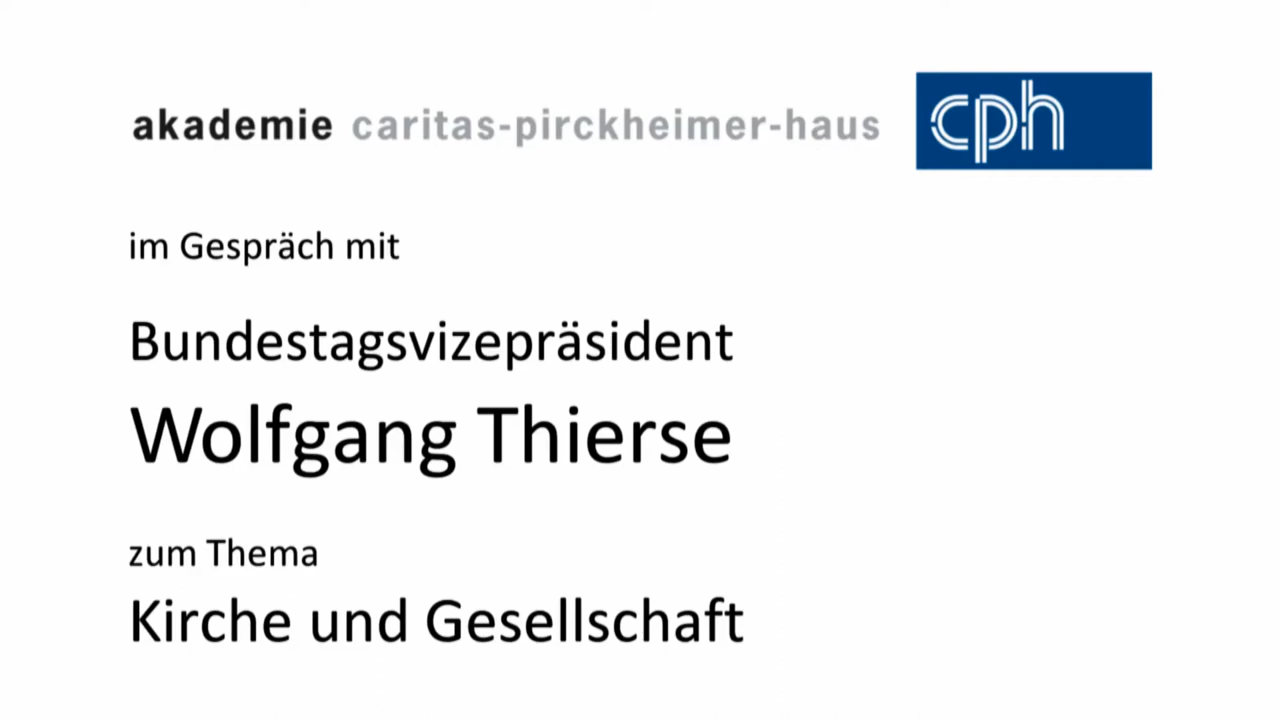 akademie caritas-pirckheimer-haus cph
im Gespräch mit
Bundestagsvizepräsident
Wolfgang Thierse
zum Thema
Kirche und Gesellschaft